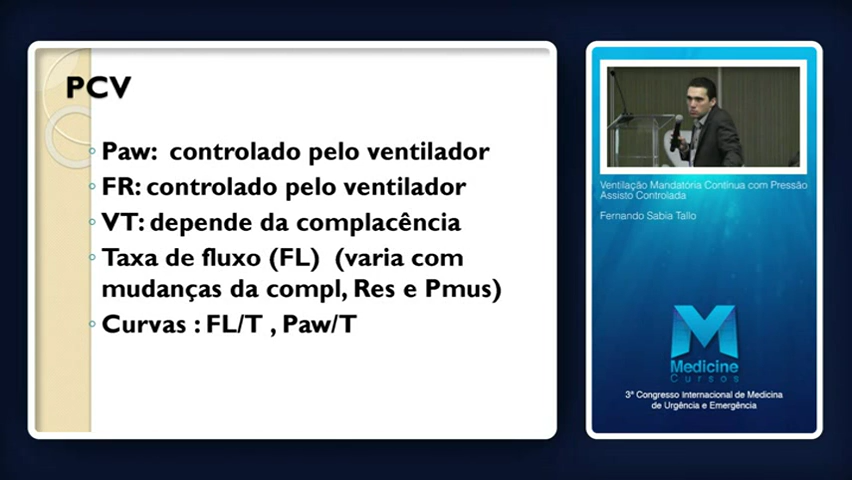 PCV
Paw: controlado pelo ventilador
FR: controlado pelo ventilador
VT: depende da complacência
Taxa de fluxo (FL) (varia com
mudanças da compl, Res e Pmus)
Curvas : FL/T , Paw/T
Ventilação Mandatória Contínua com Pressão
Assisto Controlada
Fernando Sabia Tallo
M
Medicine
Cursos
3º Congresso Internacional de Medicina
de Urgência e Emergência